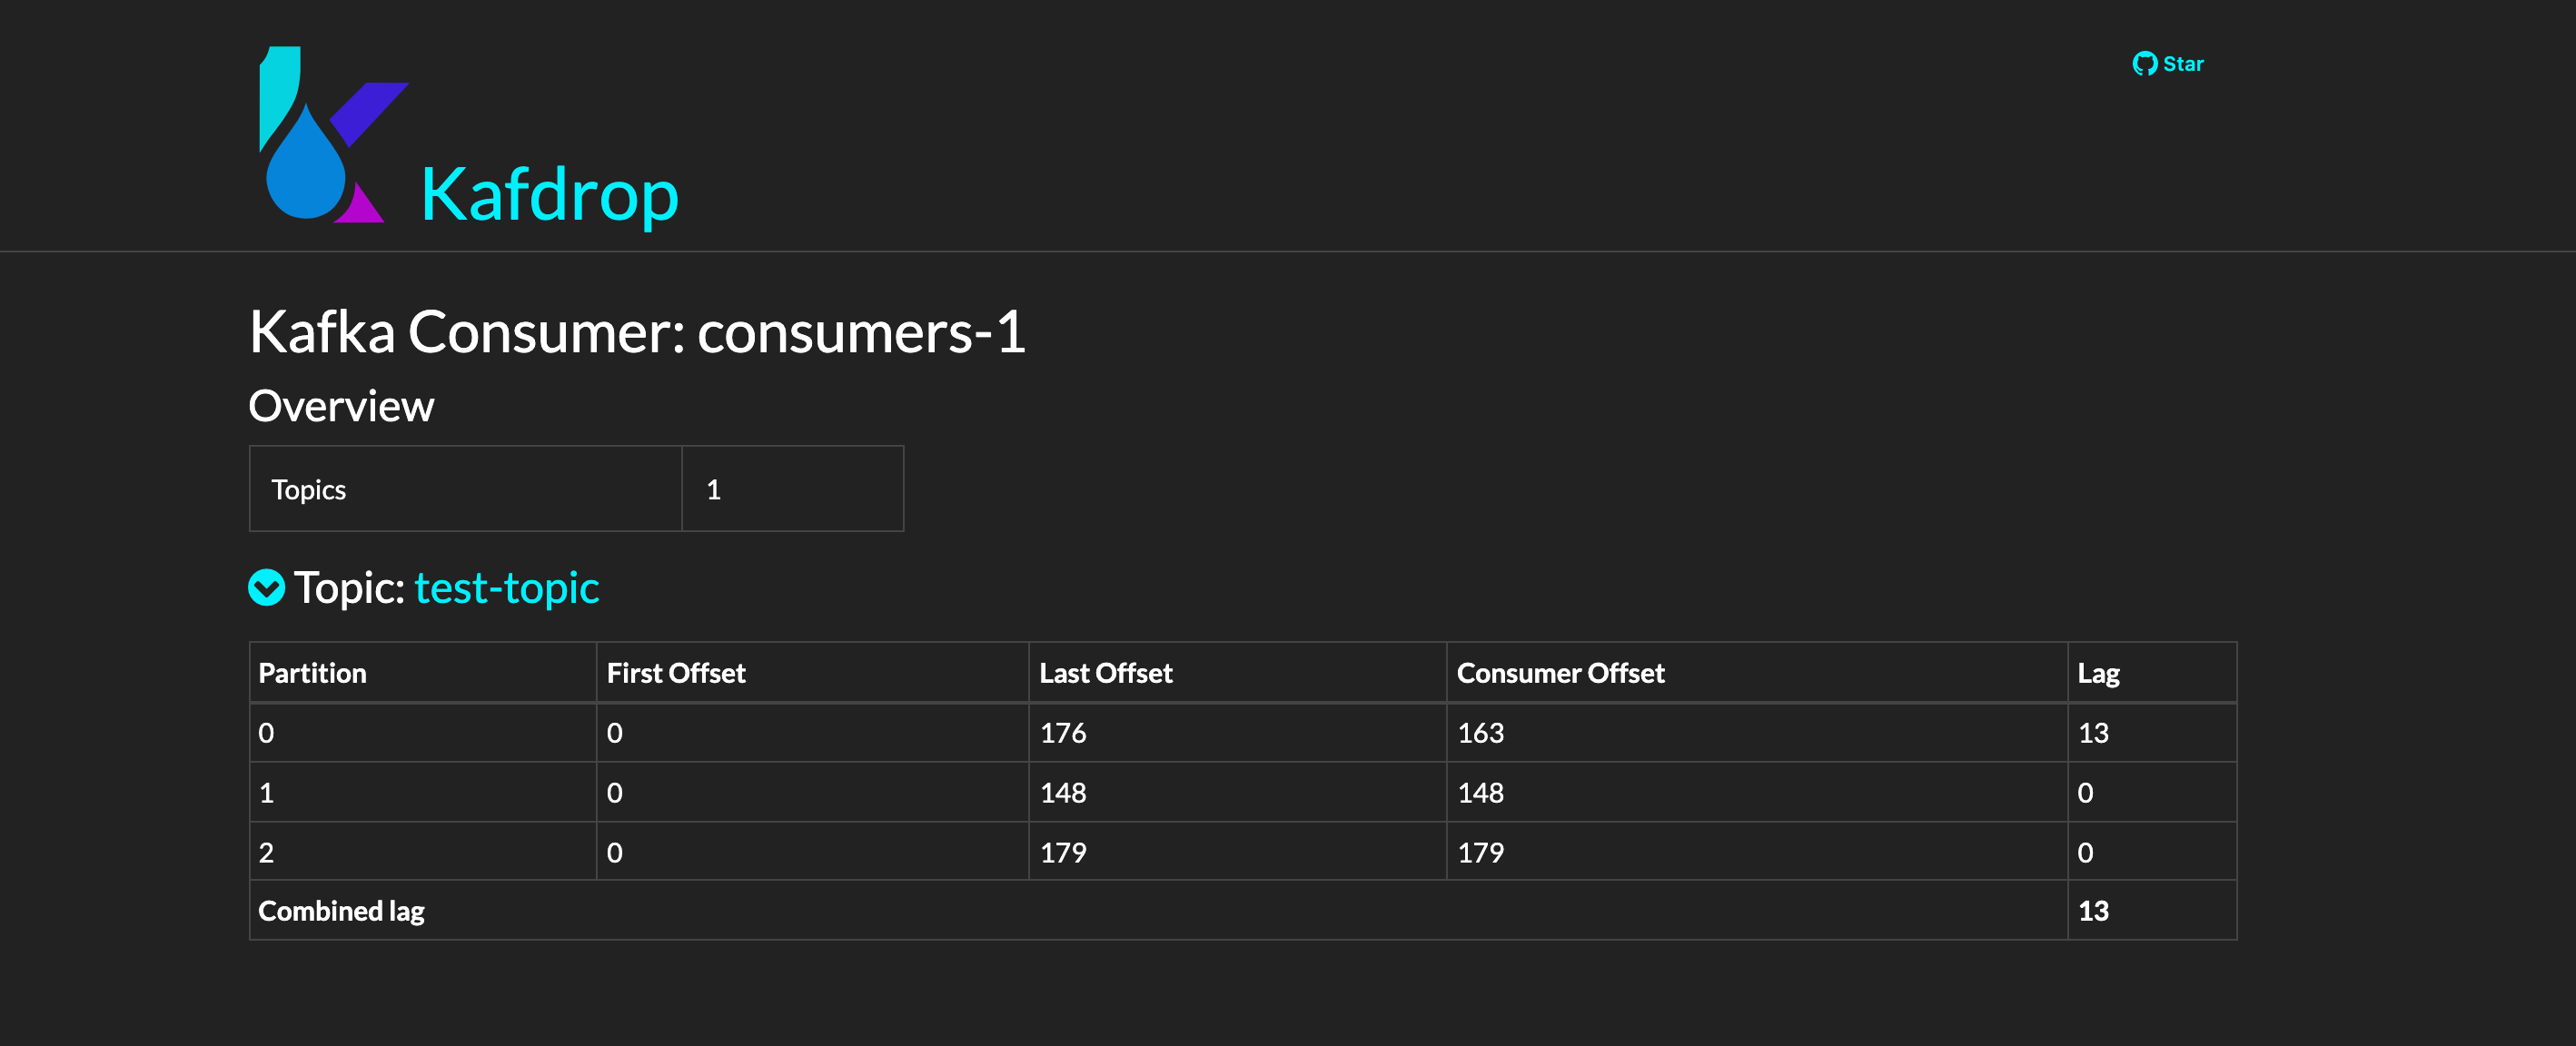 Star
Kafdrop
Kafka Consumer: consumers-1
Overview
Topics 1
Topic: test-topic
Partition First Offset Last Offset Consumer Offset Lag
0 0 176 163 13
1 0 148 148 0
2 0 179 179 0
Combined lag 13